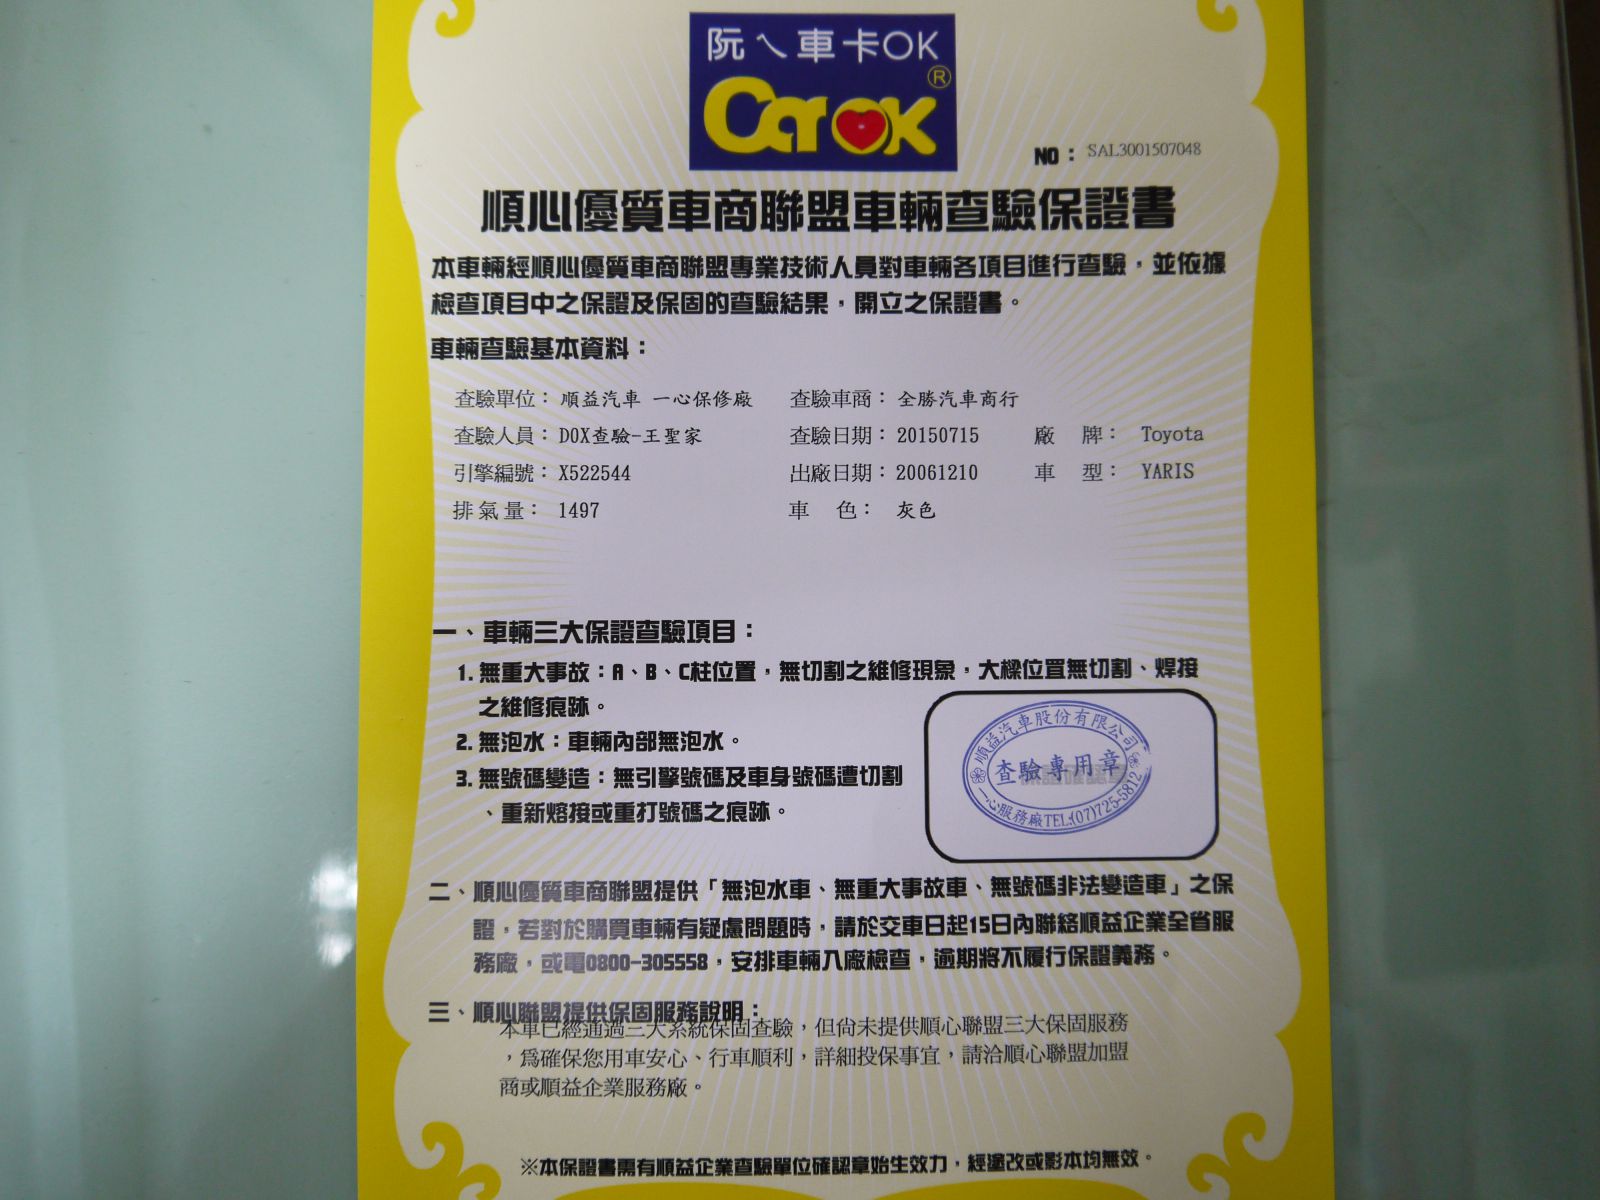 阮ㄟ車卡OK
Car OK®
NO：SAL3001507048
順心優質車商聯盟車輛查驗保證書
本車輛經順心優質車商聯盟專業技術人員對車輛各項目進行查驗，並依據
檢查項目中之保證及保固的查驗結果，開立之保證書。
車輛查驗基本資料：
查驗單位： 順益汽車 一心保修廠 查驗車商： 全勝汽車商行
查驗人員： DOX查驗-王聖家 查驗日期： 20150715 廠 牌： Toyota
引擎編號： X522544 出廠日期： 20061210 車 型： YARIS
排氣量： 1497 車 色： 灰色
一、車輛三大保證查驗項目：
1. 無重大事故：A、B、C柱位置，無切割之維修現象，大樑位置無切割、焊接
之維修痕跡。
2. 無泡水：車輛內部無泡水。
3. 無號碼變造：無引擎號碼及車身號碼遭切割
、重新熔接或重打號碼之痕跡。
順益汽車股份有限公司
查驗專用章
一心服務廠TEL:(07)725-5812
二、順心優質車商聯盟提供「無泡水車、無重大事故車、無號碼非法變造車」之保
證，若對於購買車輛有疑慮問題時，請於交車日起15日內聯絡順益企業全省服
務廠，或電0800-305558，安排車輛入廠檢查，逾期將不履行保證義務。
三、順心聯盟提供保固服務說明：
本車已經通過三大系統保固查驗，但尚未提供順心聯盟三大保固服務
，為確保您用車安心、行車順利，詳細投保事宜，請洽順心聯盟加盟
商或順益企業服務廠。
※本保證書需有順益企業查驗單位確認章始生效力，經塗改或影本均無效。